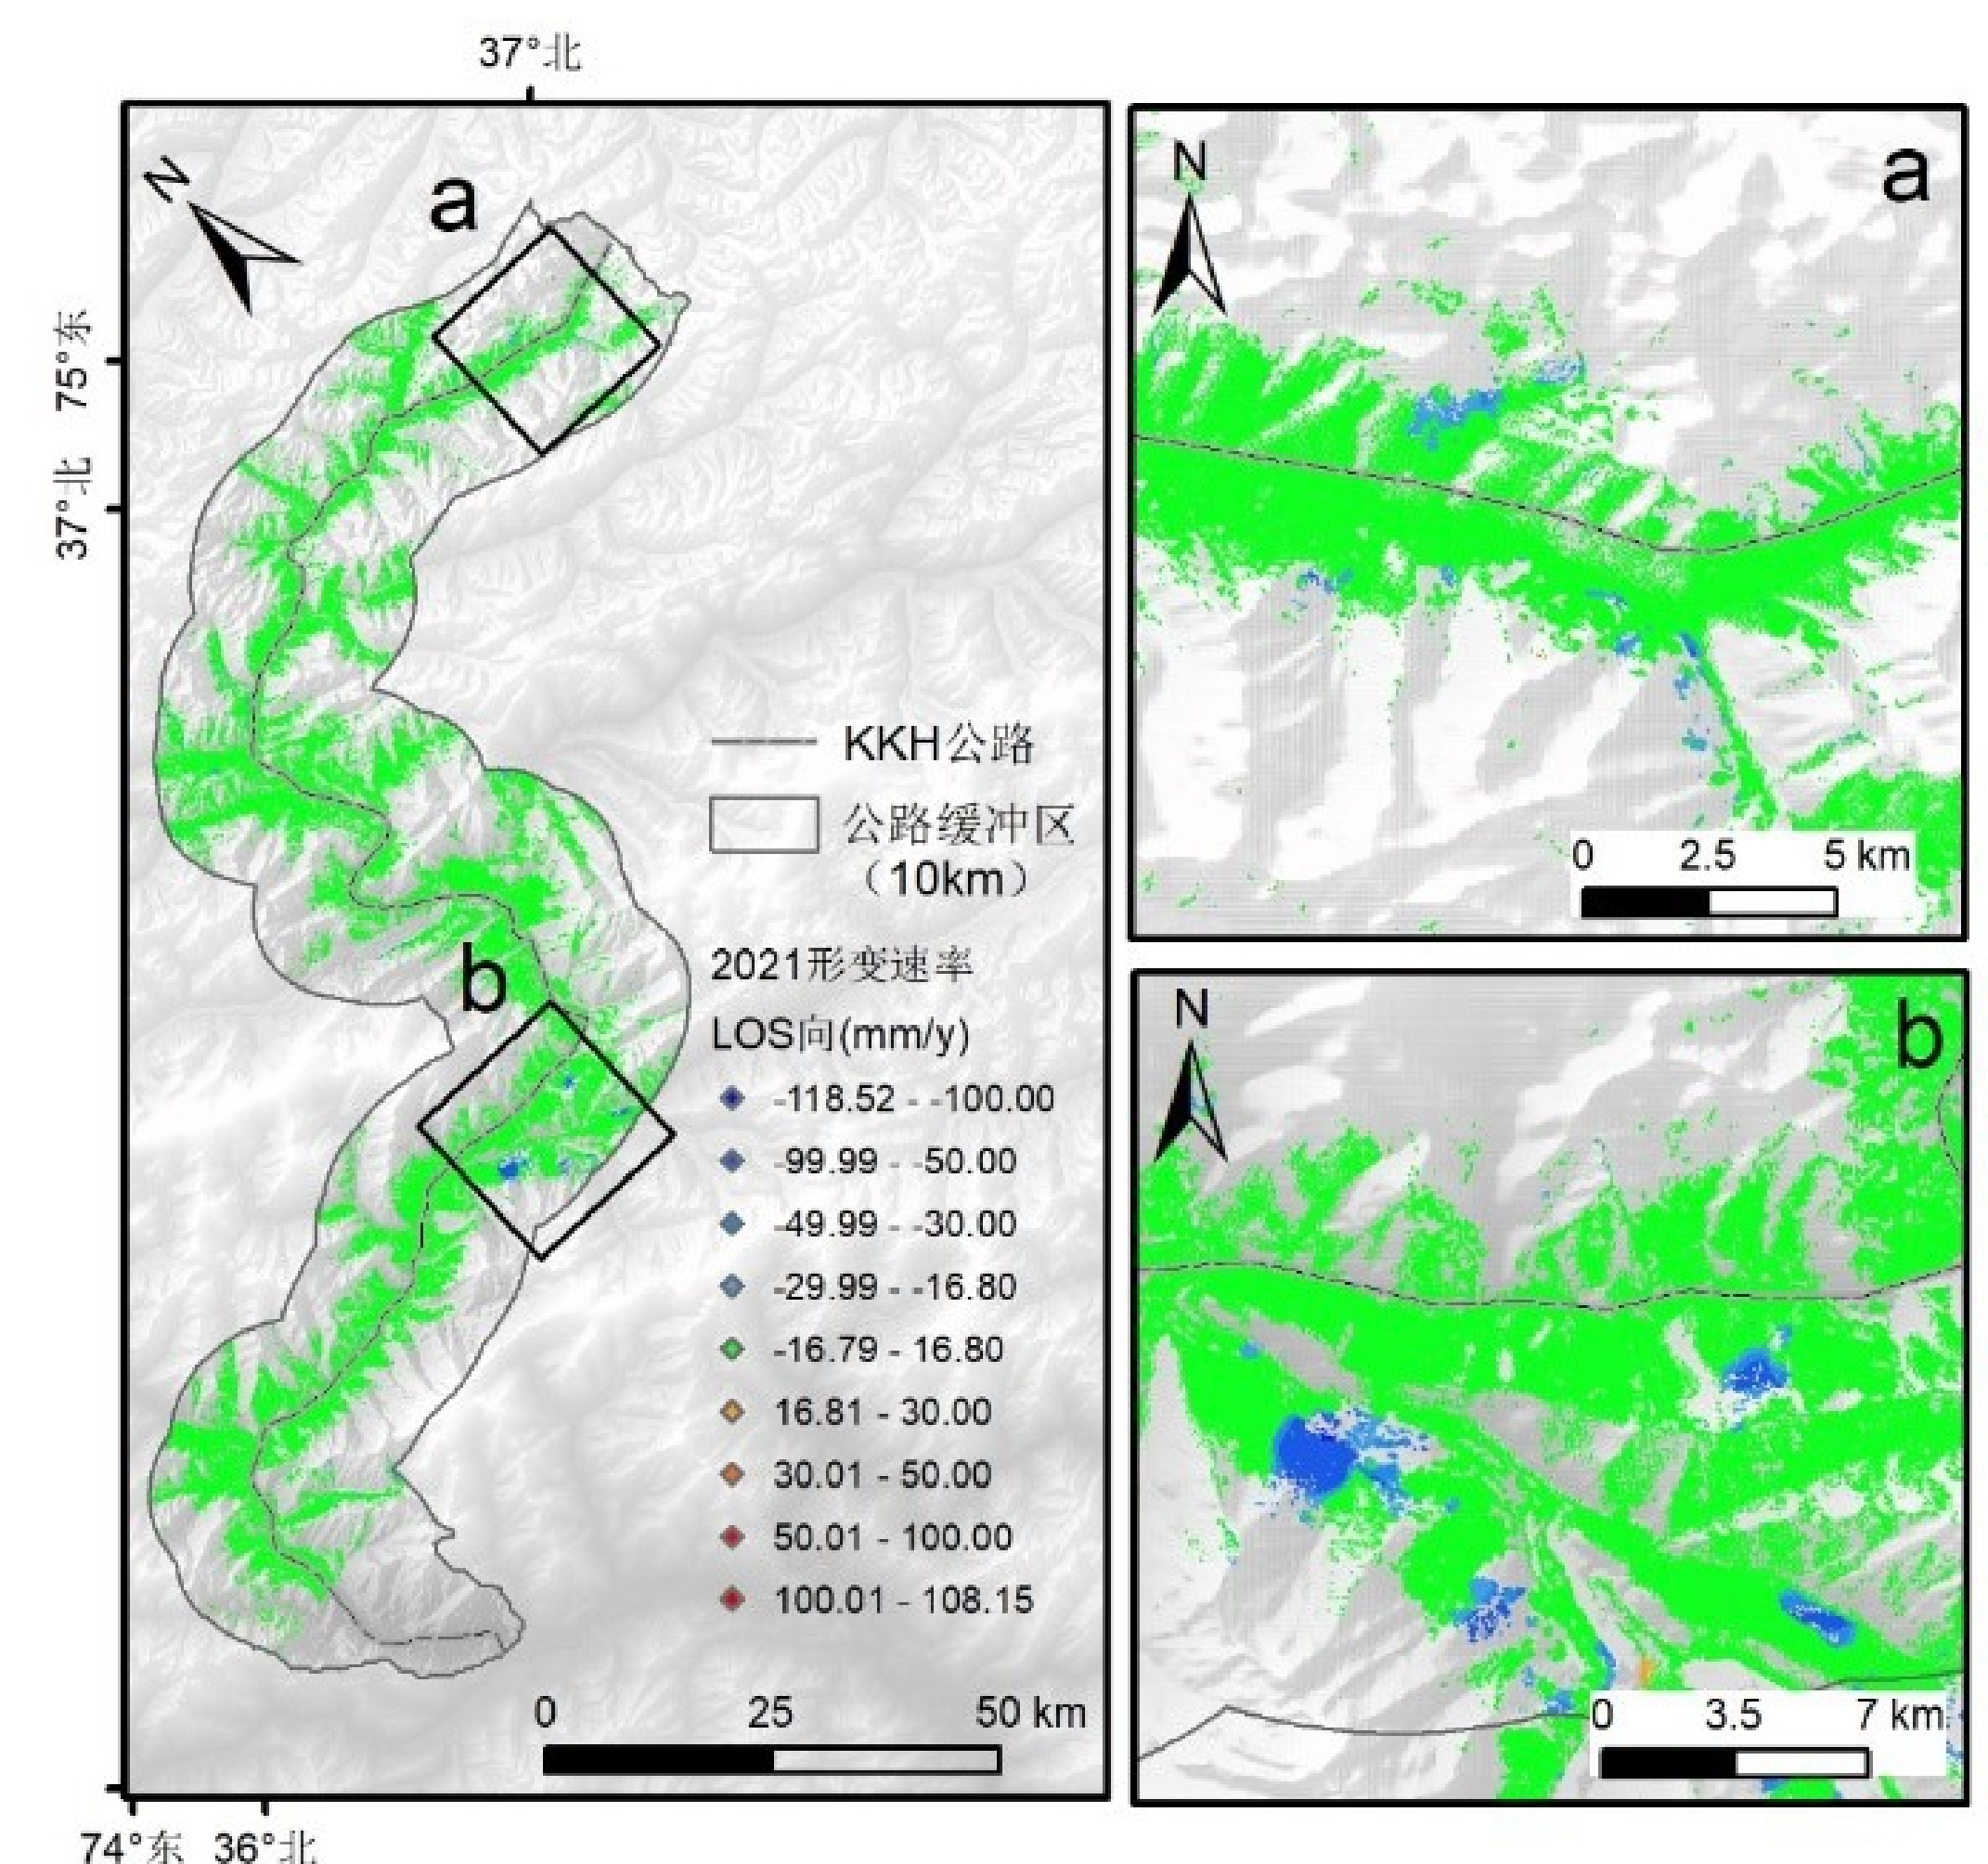 37°北
N
a
75°东
37°北
b
KKH公路
公路缓冲区
（10km）
2021形变速率
LOS向(mm/y)
-118.52 - -100.00
-99.99 - -50.00
-49.99 - -30.00
-29.99 - -16.80
-16.79 - 16.80
16.81 - 30.00
30.01 - 50.00
50.01 - 100.00
100.01 - 108.15
0 25 50 km
74°东 36°北
N
a
0 2.5 5 km
N
b
0 3.5 7 km